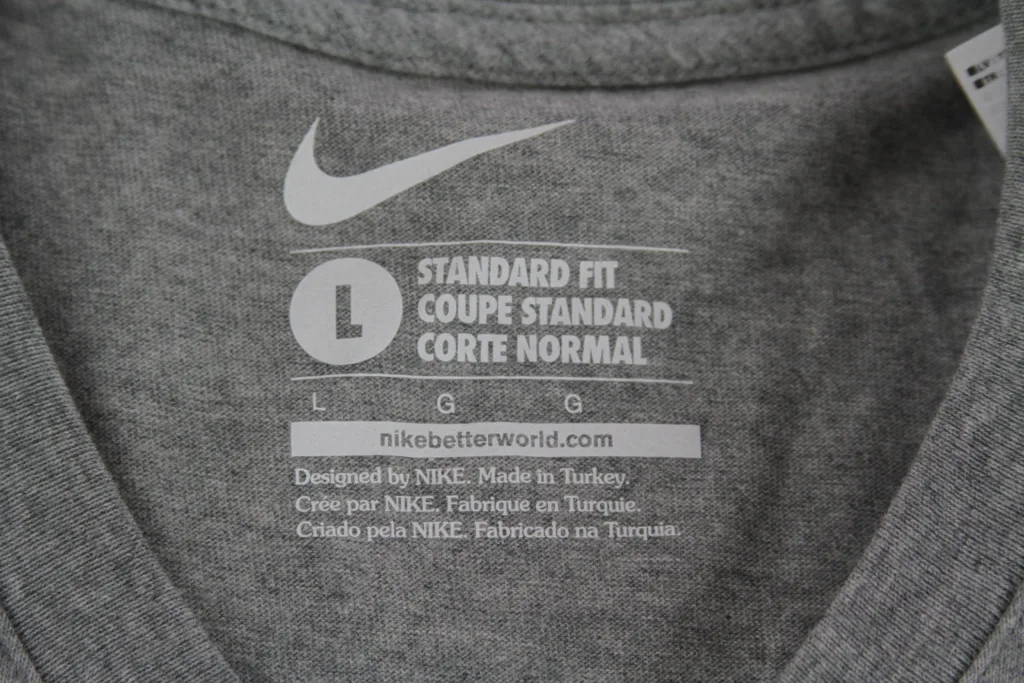 L
STANDARD FIT
COUPE STANDARD
CORTE NORMAL
L G G
nikebetterworld.com
Designed by NIKE. Made in Turkey.
Crée par NIKE. Fabrique en Turquie.
Criado pela NIKE. Fabricado na Turquia.